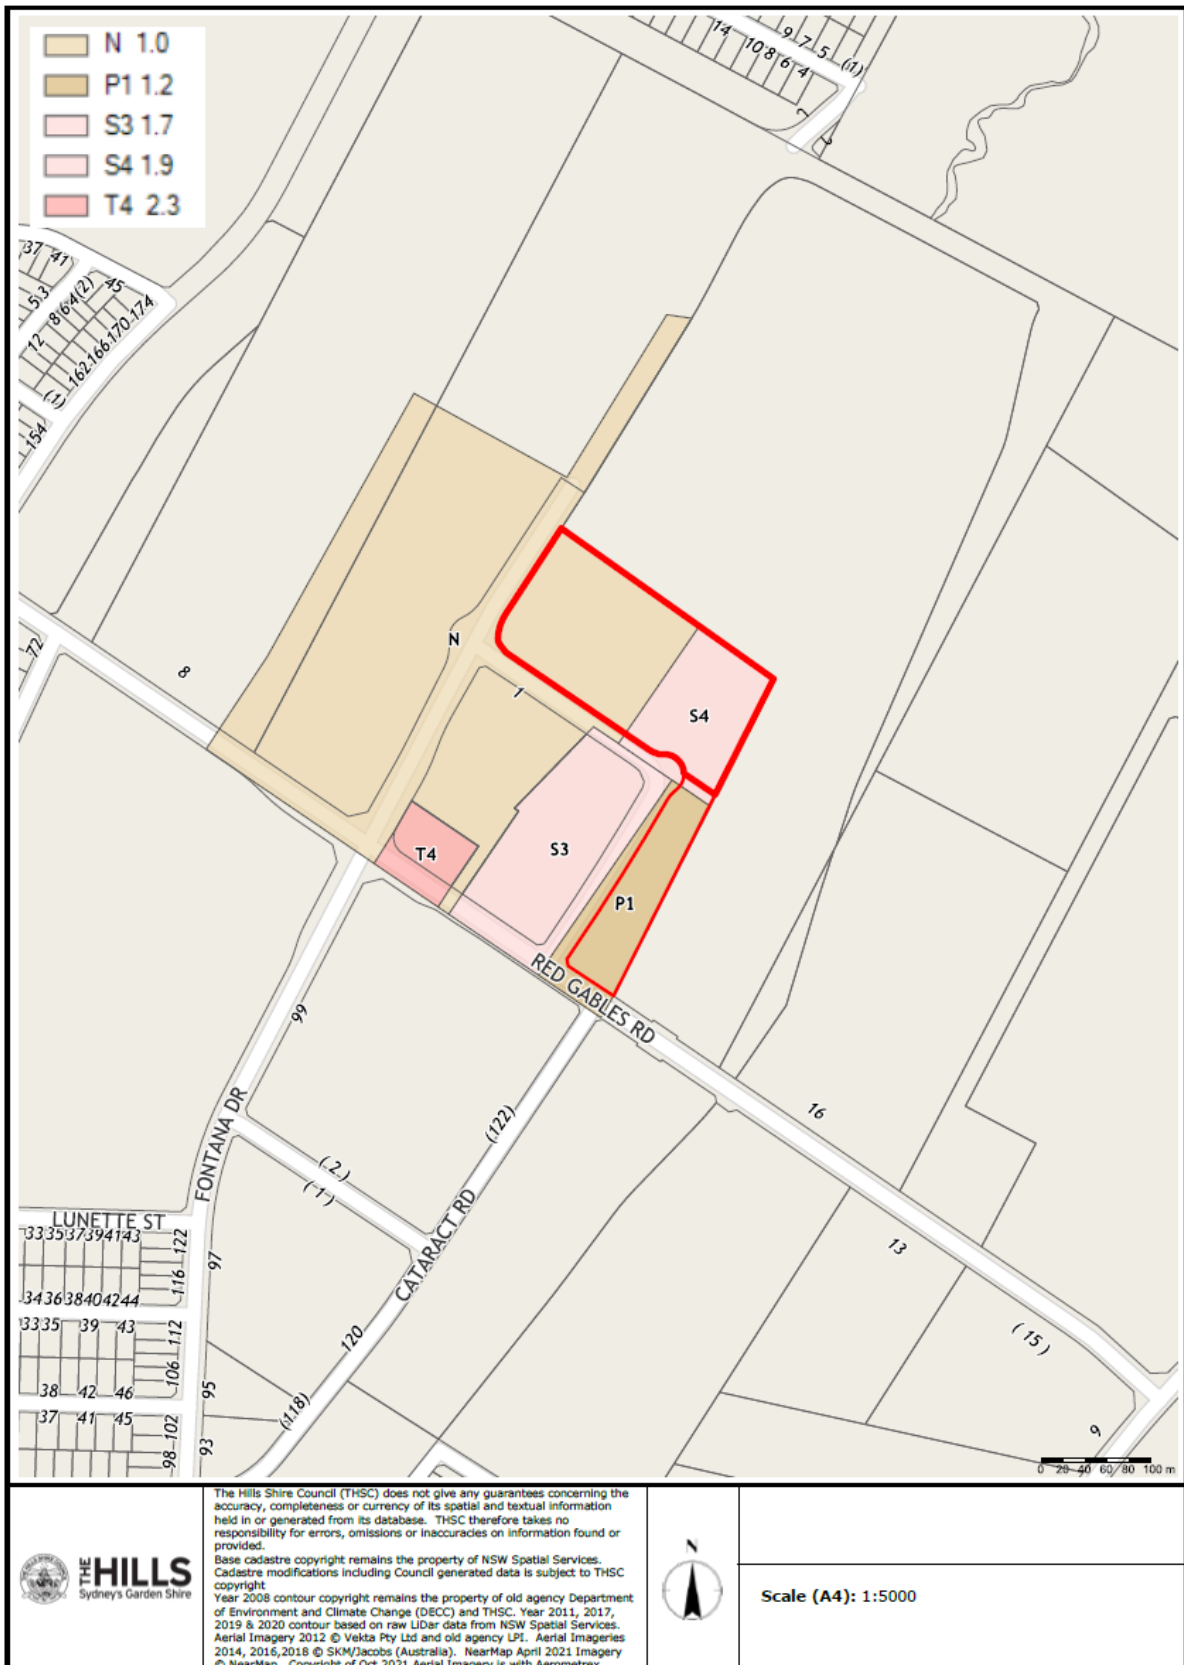 N 1.0
P1 1.2
S3 1.7
S4 1.9
T4 2.3
14
10 8 6 4
9 7 5 (1)
2
37 41
45
5 3
8 6 4 (2)
12
162 166 170 174
(1)
154
72
8
N
1
S4
S3
T4
P1
RED GABLES RD
99
16
FONTANA DR
(122)
(2)
(1)
CATARACT RD
LUNETTE ST
33 35 37 39 41 43
122
116
97
13
34 36 38 40 42 44
33 35 39 43
112
106
120
(15)
38 42 46
95
37 41 45
98 102
93
(118)
9
0 20 40 60 80 100 m
THE HILLS
Sydney's Garden Shire
The Hills Shire Council (THSC) does not give any guarantees concerning the
accuracy, completeness or currency of its spatial and textual information
held in or generated from its database. THSC therefore takes no
responsibility for errors, omissions or inaccuracies on information found or
provided.
Base cadastre copyright remains the property of NSW Spatial Services.
Cadastre modifications including Council generated data is subject to THSC
copyright
Year 2008 contour copyright remains the property of old agency Department
of Environment and Climate Change (DECC) and THSC. Year 2011, 2017,
2019 & 2020 contour based on raw LiDar data from NSW Spatial Services.
Aerial Imagery 2012 © Vekta Pty Ltd and old agency LPI. Aerial Imageries
2014, 2016,2018 © SKM/Jacobs (Australia). NearMap April 2021 Imagery
© NearMap. Copyright of Oct 2021 Aerial Imagery is with Aerometrex
N
Scale (A4): 1:5000